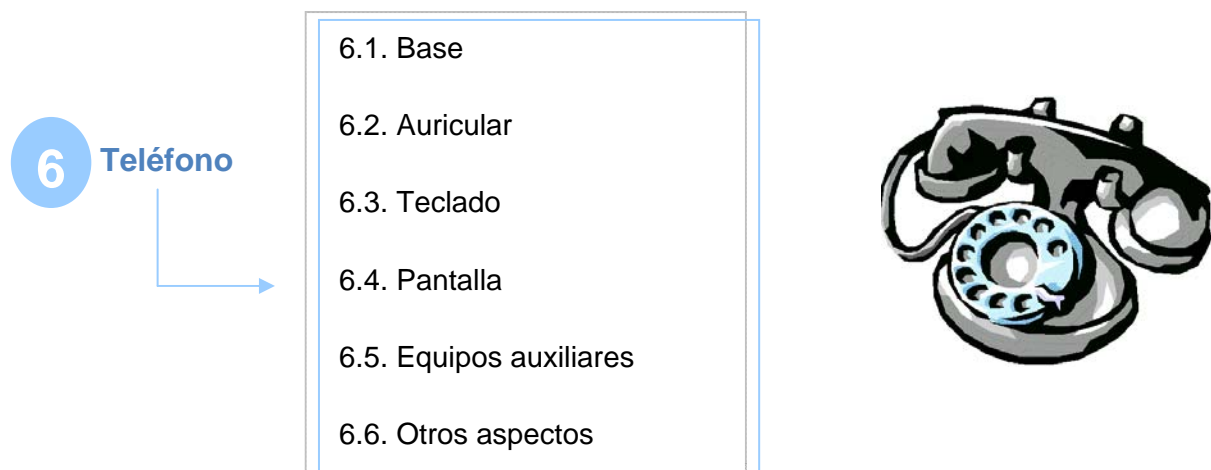 6 Teléfono
6.1. Base
6.2. Auricular
6.3. Teclado
6.4. Pantalla
6.5. Equipos auxiliares
6.6. Otros aspectos